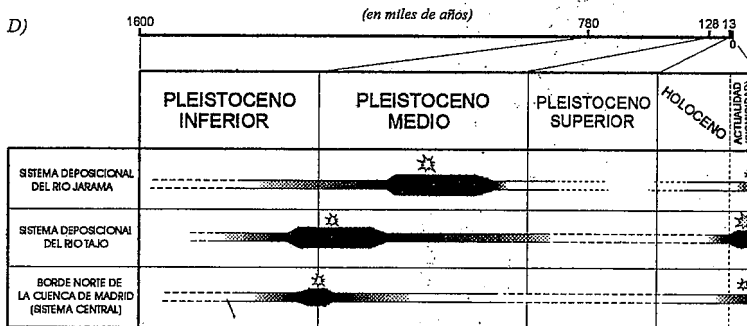 D)
(en miles de años)
1600
780
128
13
0
PLEISTOCENO
INFERIOR
PLEISTOCENO
MEDIO
PLEISTOCENO
SUPERIOR
HOLOCENO
ACTUALIDAD
SISTEMA DEPOSICIONAL
DEL RIO JARAMA
SISTEMA DEPOSICIONAL
DEL RIO TAJO
BORDE NORTE DE
LA CUENCA DE MADRID
(SISTEMA CENTRAL)